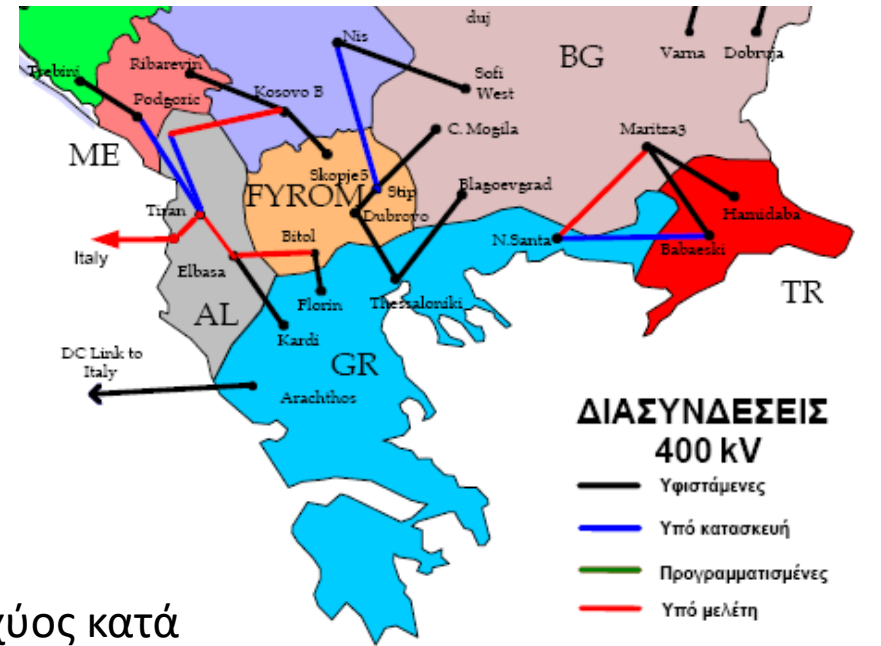 duj
Nis
BG
Varna
Dobruja
Trebinj
Ribarevin
Sofi
West
Kosovo B
Podgoric
C. Mogila
Maritza3
ME
Skopje5
FYROM
Stip
Blagoevgrad
Tiran
Dubrovo
Hamidaba
Bitol
N.Santa
Babaeski
Italy
Elbasa
TR
AL
Florin
Thessaloniki
Kardi
DC Link to
Italy
GR
Arachthos
ΔΙΑΣΥΝΔΕΣΕΙΣ
400 kV
Υφιστάμενες
Υπό κατασκευή
Προγραμματισμένες
Υπό μελέτη
χύος κατά